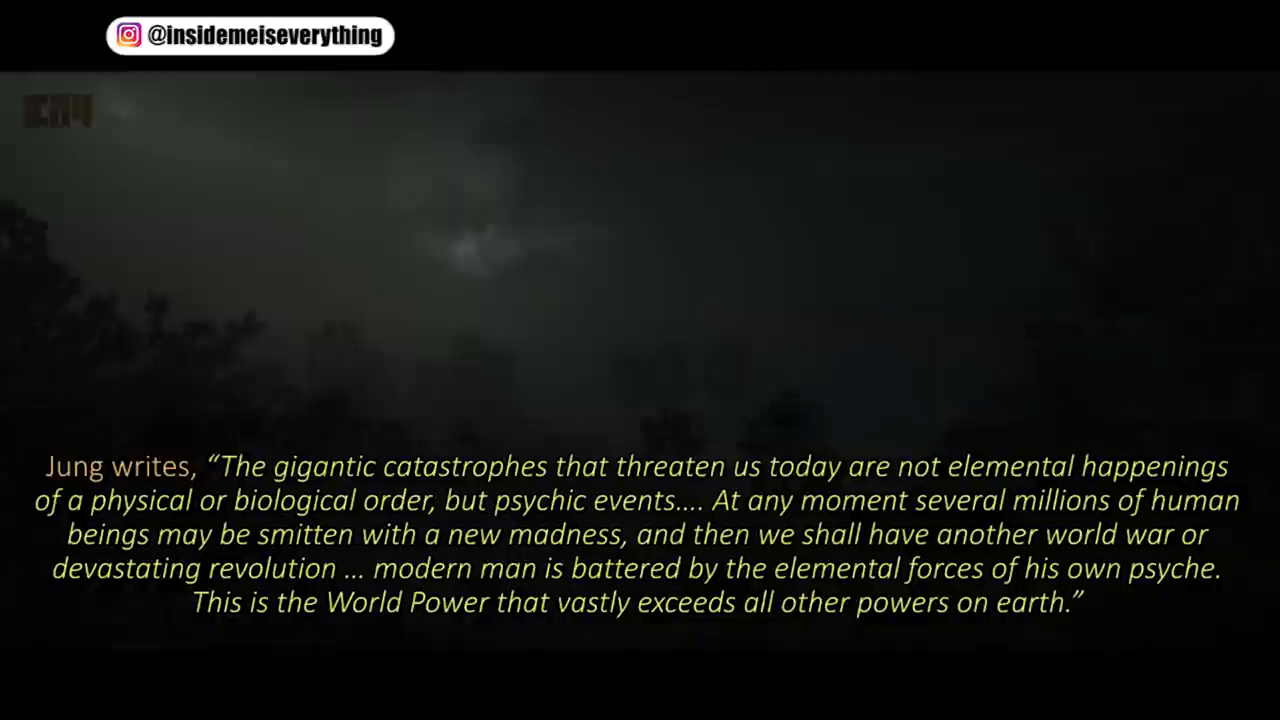 @insidemeiseverything
Jung writes, “The gigantic catastrophes that threaten us today are not elemental happenings
of a physical or biological order, but psychic events.... At any moment several millions of human
beings may be smitten with a new madness, and then we shall have another world war or
devastating revolution ... modern man is battered by the elemental forces of his own psyche.
This is the World Power that vastly exceeds all other powers on earth.”